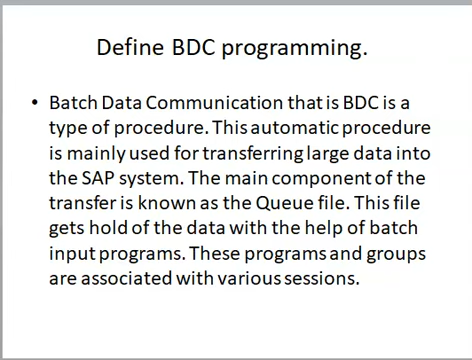 Define BDC programming.
• Batch Data Communication that is BDC is a
type of procedure. This automatic procedure
is mainly used for transferring large data into
the SAP system. The main component of the
transfer is known as the Queue file. This file
gets hold of the data with the help of batch
input programs. These programs and groups
are associated with various sessions.